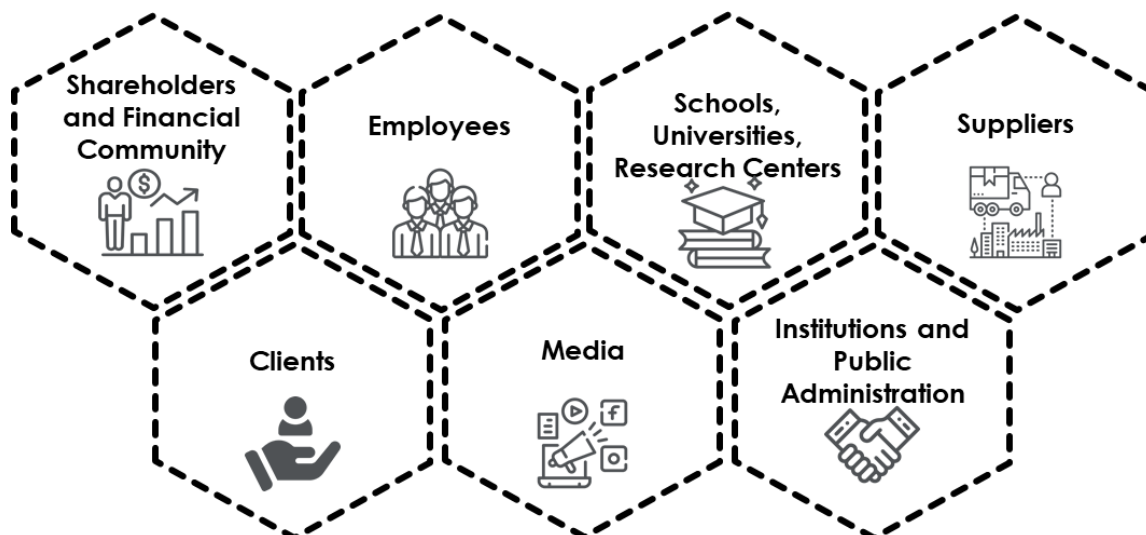 Shareholders
and Financial
Community
Employees
Schools,
Universities,
Research Centers
Suppliers
Clients
Media
Institutions and
Public
Administration